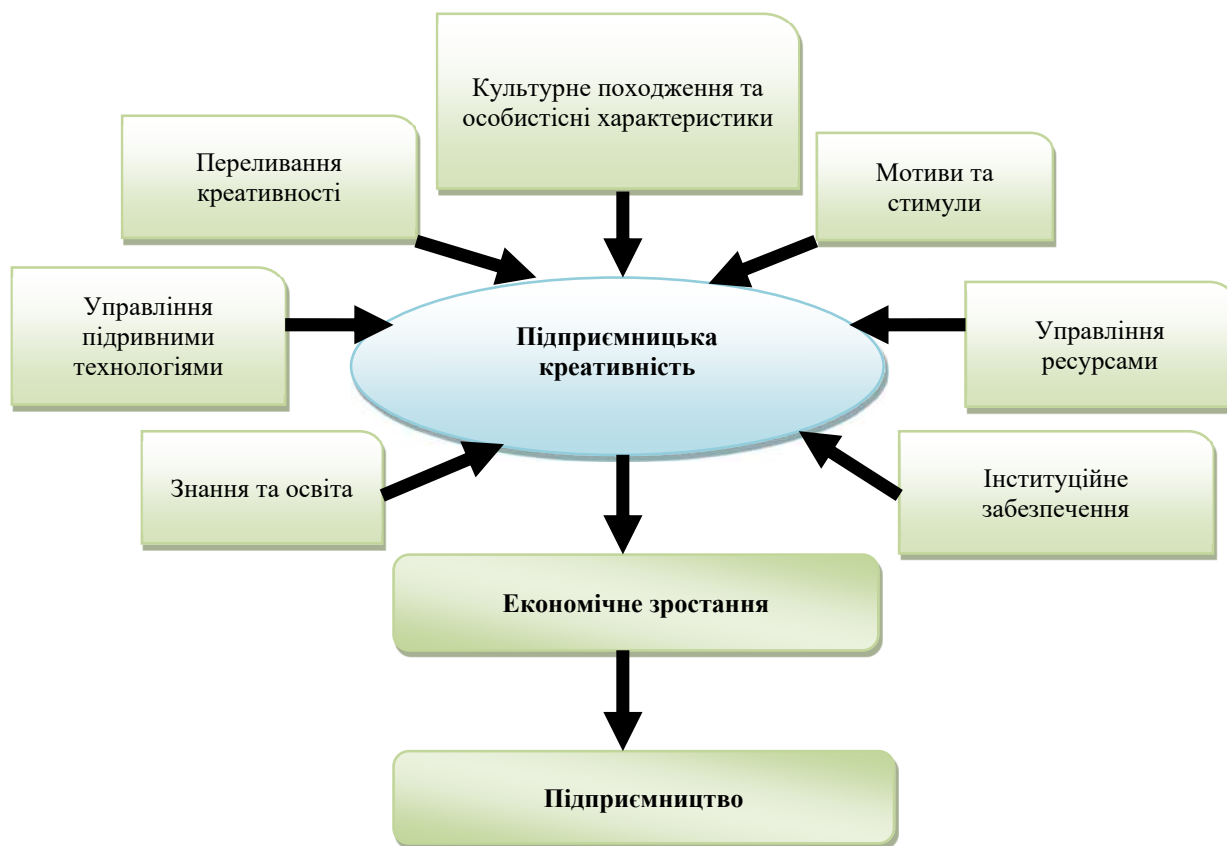 Культурне походження та
особистісні характеристики
Переливання
креативності
Мотиви та
стимули
Управління
підривними
технологіями
Підприємницька
креативність
Управління
ресурсами
Знання та освіта
Інституційне
забезпечення
Економічне зростання
Підприємництво